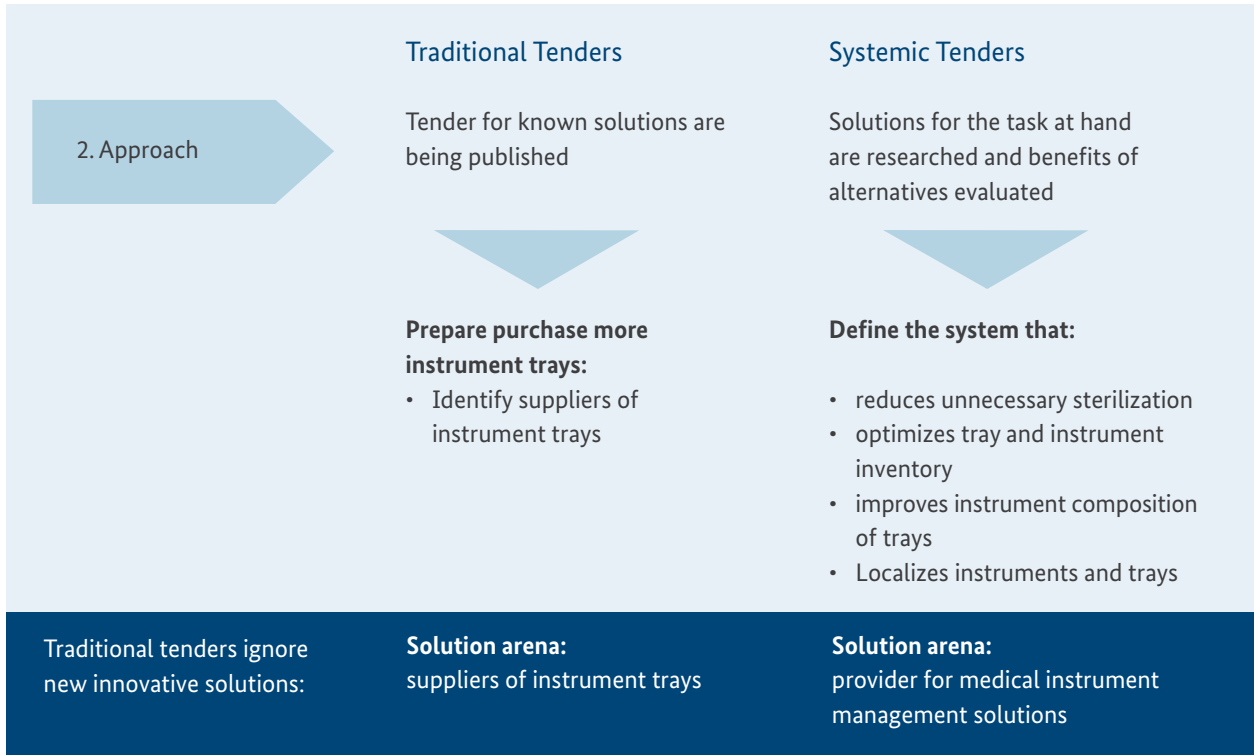 Traditional Tenders
Systemic Tenders
2. Approach
Tender for known solutions are
being published
Solutions for the task at hand
are researched and benefits of
alternatives evaluated
Prepare purchase more
instrument trays:
• Identify suppliers of
instrument trays
Define the system that:
• reduces unnecessary sterilization
• optimizes tray and instrument
inventory
• improves instrument composition
of trays
• Localizes instruments and trays
Traditional tenders ignore
new innovative solutions:
Solution arena:
suppliers of instrument trays
Solution arena:
provider for medical instrument
management solutions